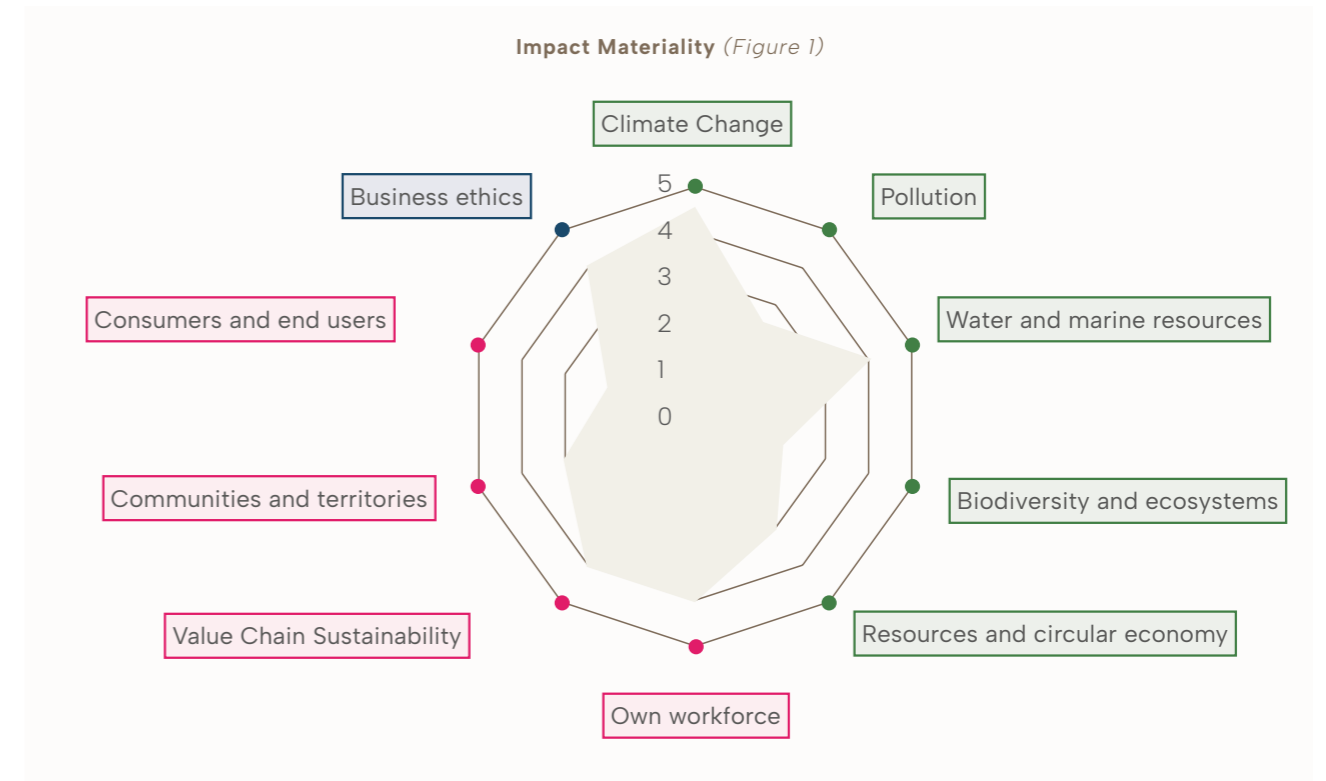 Impact Materiality (Figure 1)
Climate Change
Business ethics
Pollution
5
4
3
2
1
0
Consumers and end users
Water and marine resources
Communities and territories
Biodiversity and ecosystems
Value Chain Sustainability
Resources and circular economy
Own workforce